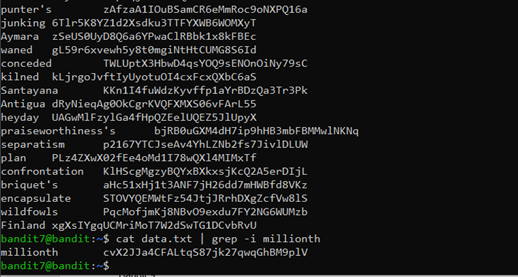 punter's zAfzaA1IOuBSamCR6eMmRoc9oNXPQ16a
junking 6Tlr5K8YZ1d2Xsdku3TTFYXWB6WOMXyT
Aymara zSeUS0UyD8Q6a6YPwaClRBbk1x8kFBEc
waned gL59r6xvewh5y8t0mgiNtHtCUMG8S6Id
conceded TWLUptX3HbwD4qsYOQ9sENOnOiNy79sC
kilned kLjrgoJvftIyUyotuOI4cxFcxQXbC6aS
Santayana KKn1I4fuWdzKyvffp1aYrBDzQa3Tr3Pk
Antigua dRyNieqAg0OkCgrKVQFXMXS06vFArL55
heyday UAGwMlFzylGa4fHpQZEelUQEZ5JlUpyX
praiseworthiness's bjRB0uGXM4dH7ip9hHB3mbFBMMwlNKNq
separatism p2167YTCJseAv4YhLZNb2fs7JivlDLUW
plan PLz4ZXwX02fEe4oMd1I78wQXl4MIMxTf
confrontation KlHScgMgzyBQYxBXkxsjKcQ2A5erDIjL
briquet's aHc51xHj1t3ANF7jH26dd7mHWBfd8VKz
encapsulate STOVYQEMWtFz54JtjJRrhDXgZcfVw8lS
wildfowls PqcMofjmKj8NBvO9exdu7FY2NG6WUMzb
Finland xgXsIYgqUCMriMoT7W2dSwTG1DCvbRvU
bandit7@bandit:~$ cat data.txt | grep -i millionth
millionth cvX2JJa4CFALtqS87jk27qwqGhBM9plV
bandit7@bandit:~$